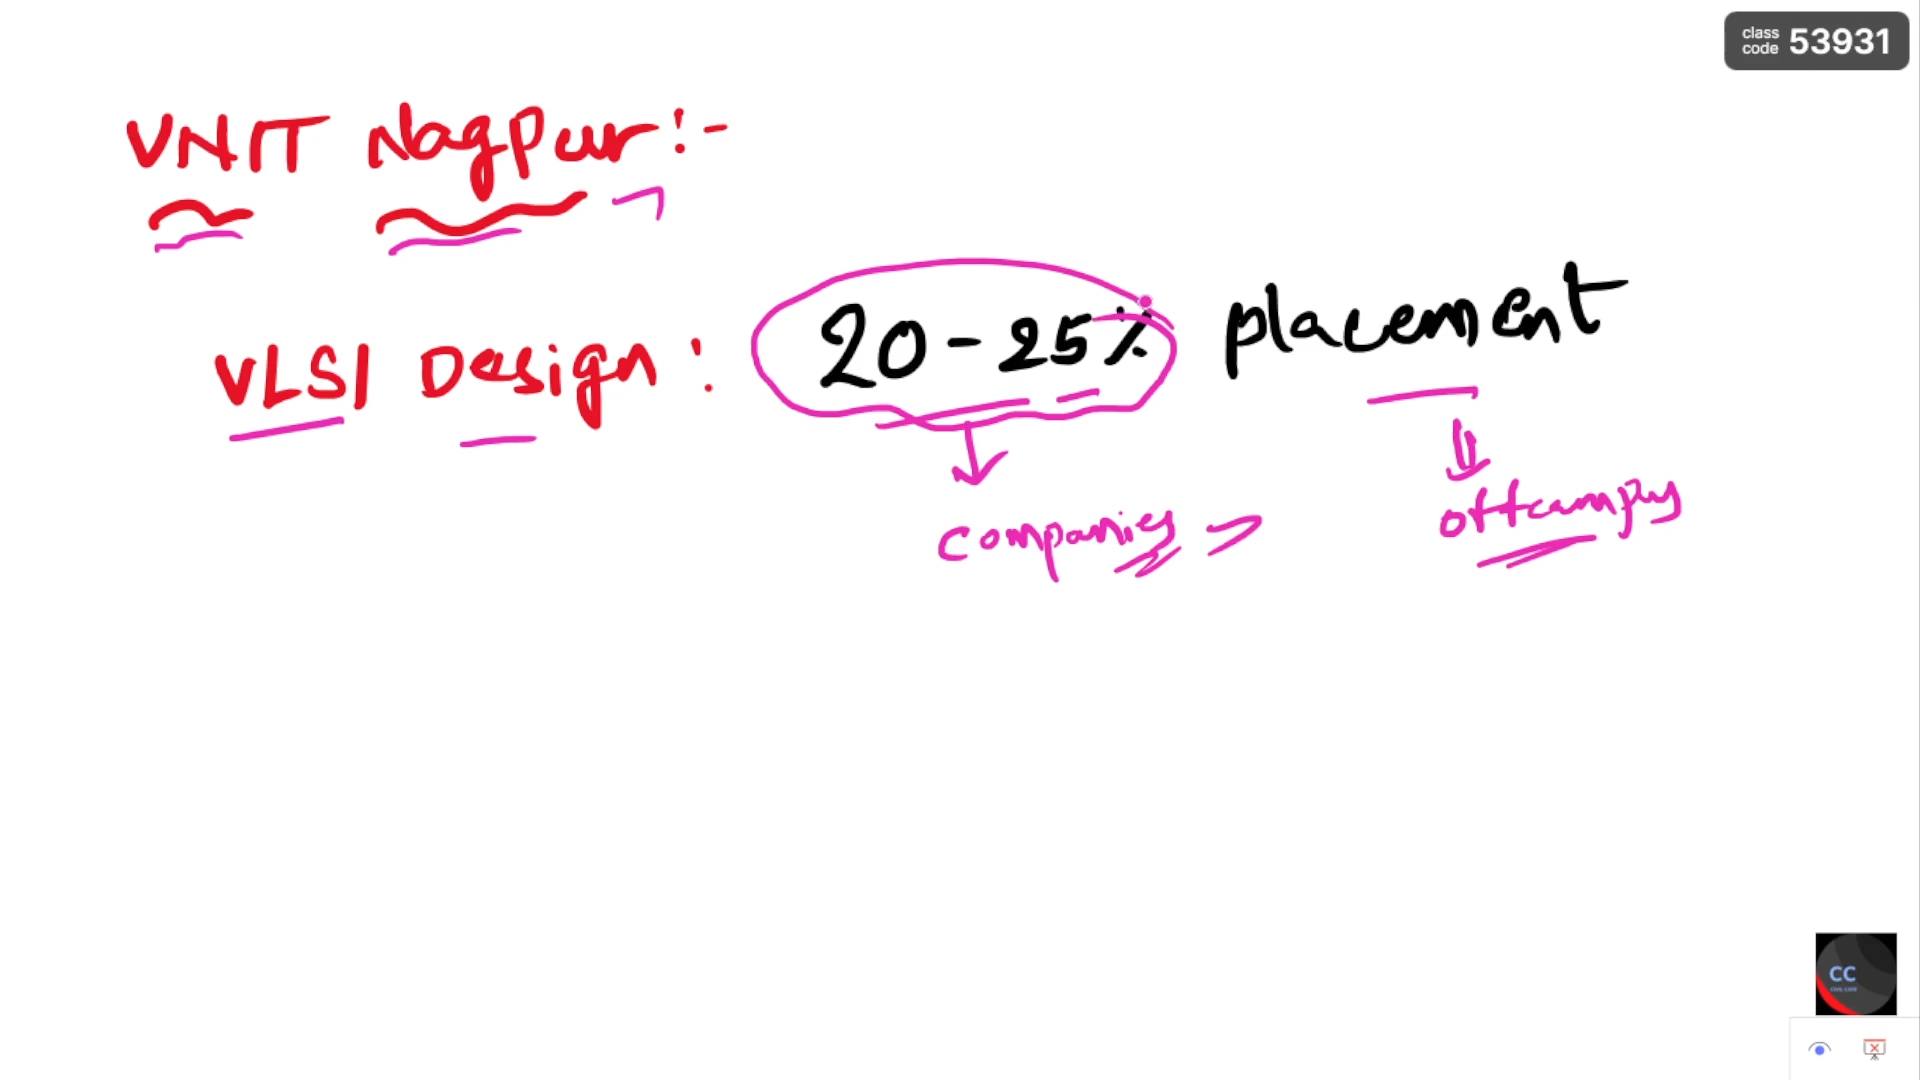 class code 53931
VNIT Nagpur :-
VLSI Design : 20-25% placement
companies
offcampus
CC